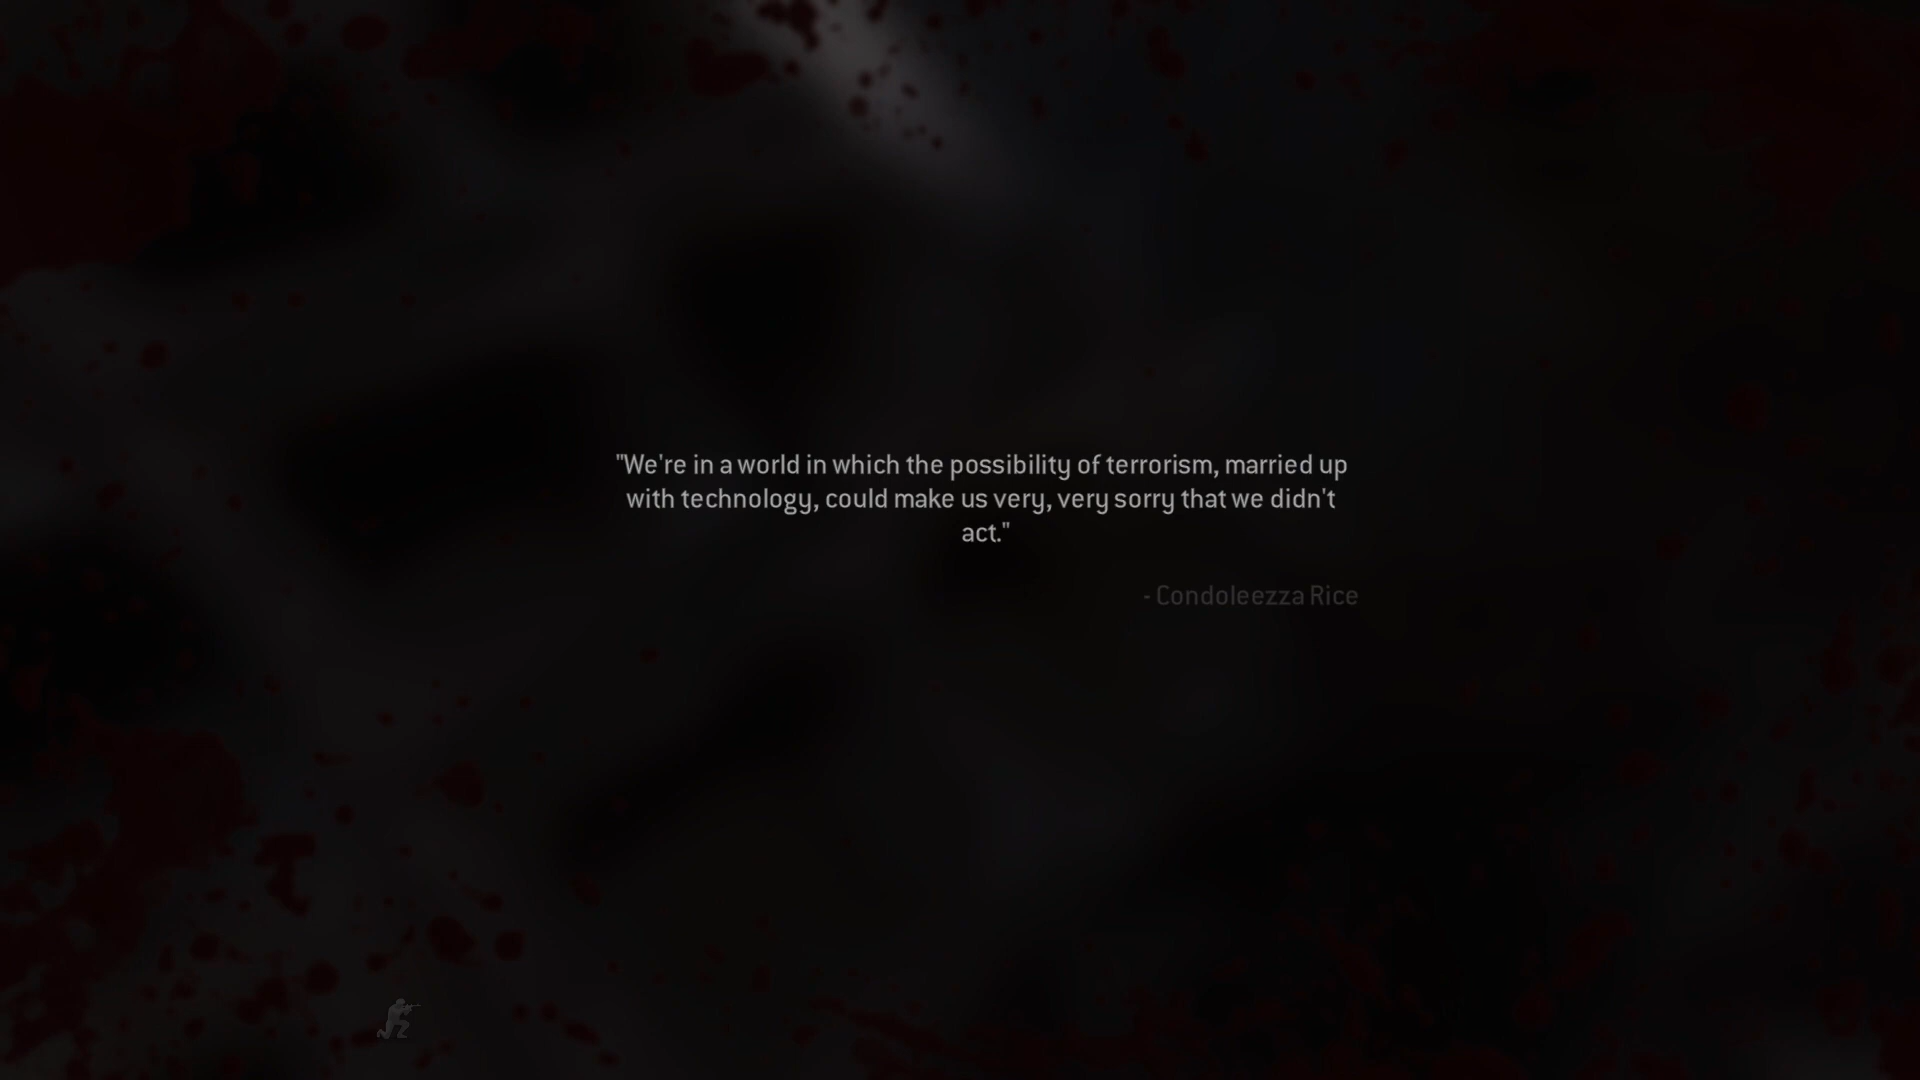 "We're in a world in which the possibility of terrorism, married up
with technology, could make us very, very sorry that we didn't
act."
- Condoleezza Rice